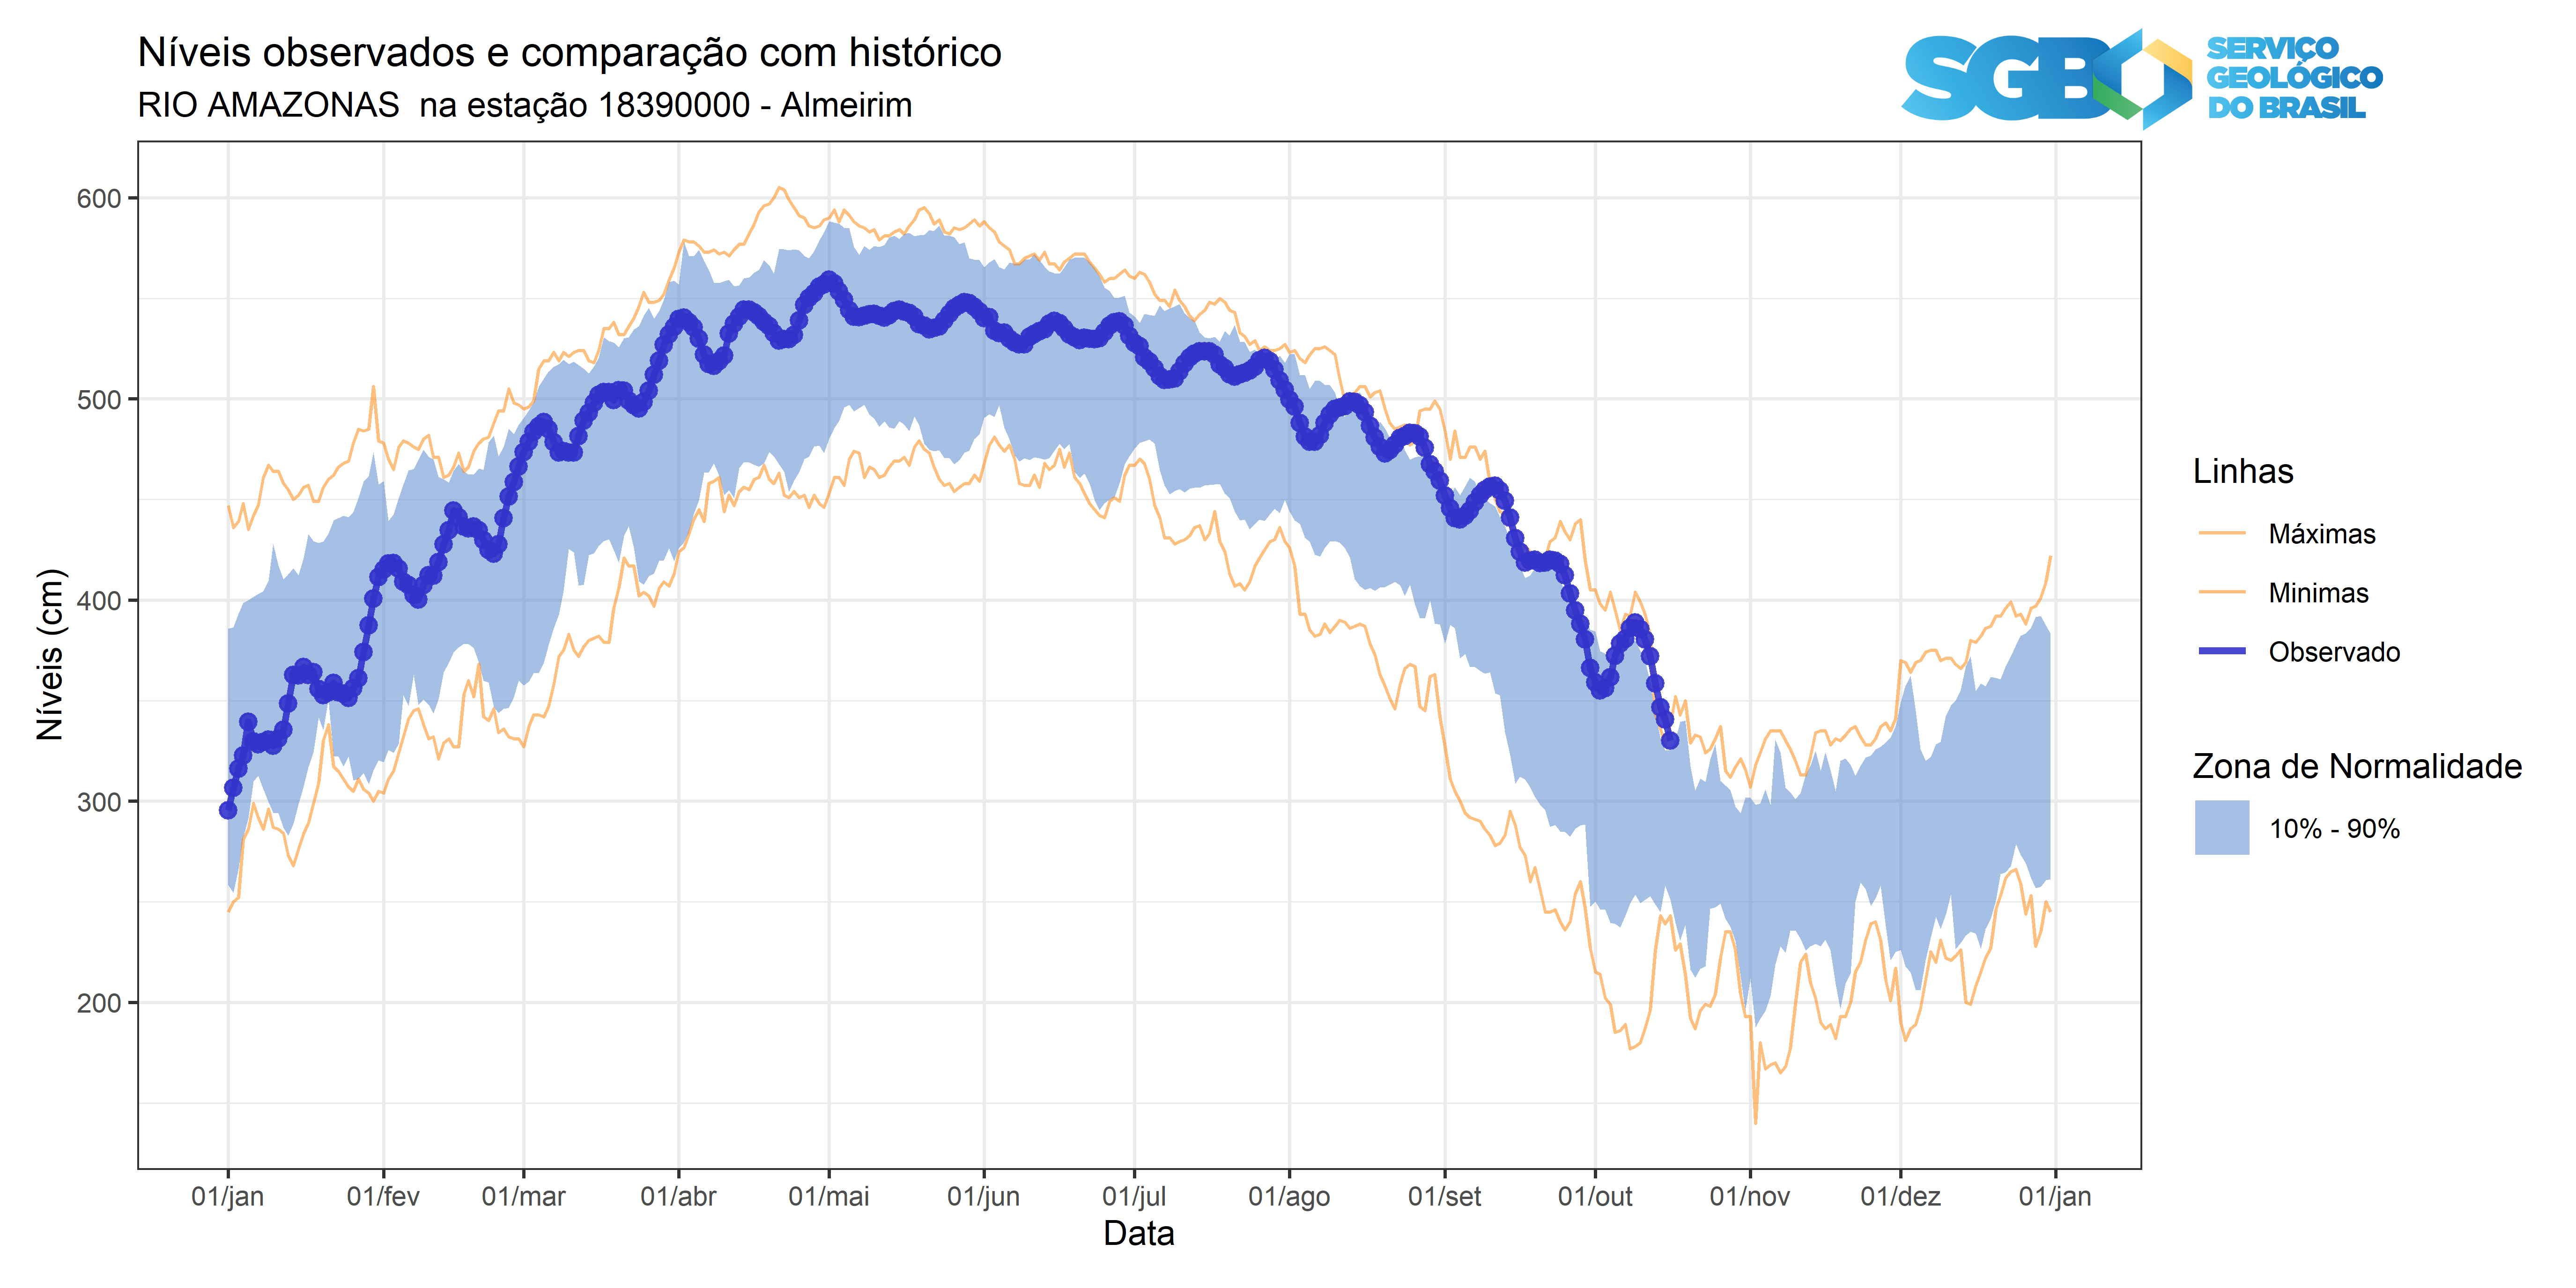 Níveis observados e comparação com histórico
RIO AMAZONAS na estação 18390000 - Almeirim
SGB
SERVIÇO
GEOLÓGICO
DO BRASIL
600
500
400
300
200
Níveis (cm)
01/jan
01/fev
01/mar
01/abr
01/mai
01/jun
01/jul
01/ago
01/set
01/out
01/nov
01/dez
01/jan
Data
Linhas
Máximas
Minimas
Observado
Zona de Normalidade
10% - 90%